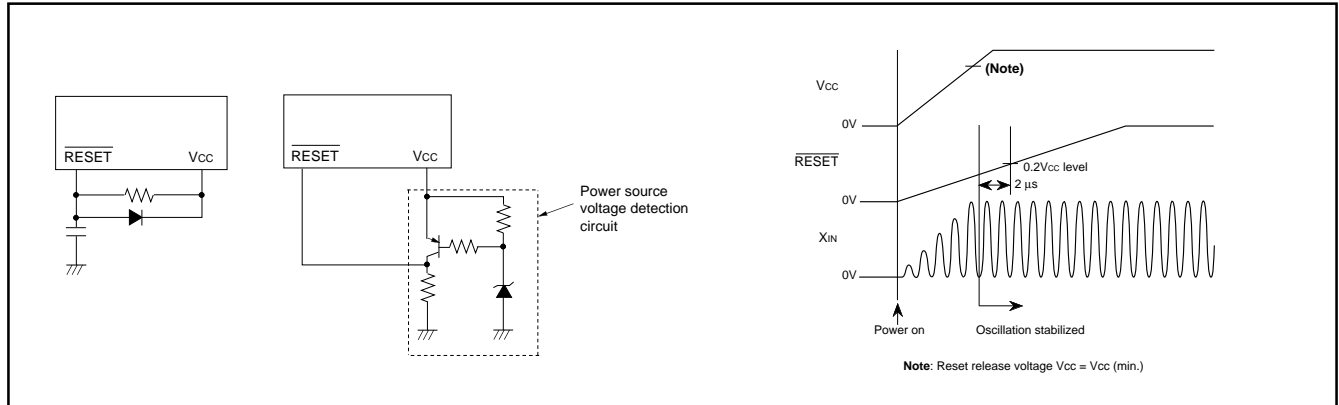 RESET VCC
RESET VCC
Power source
voltage detection
circuit
VCC
(Note)
0V
RESET
0.2VCC level
2 μs
0V
XIN
0V
Power on
Oscillation stabilized
Note: Reset release voltage Vcc = Vcc (min.)